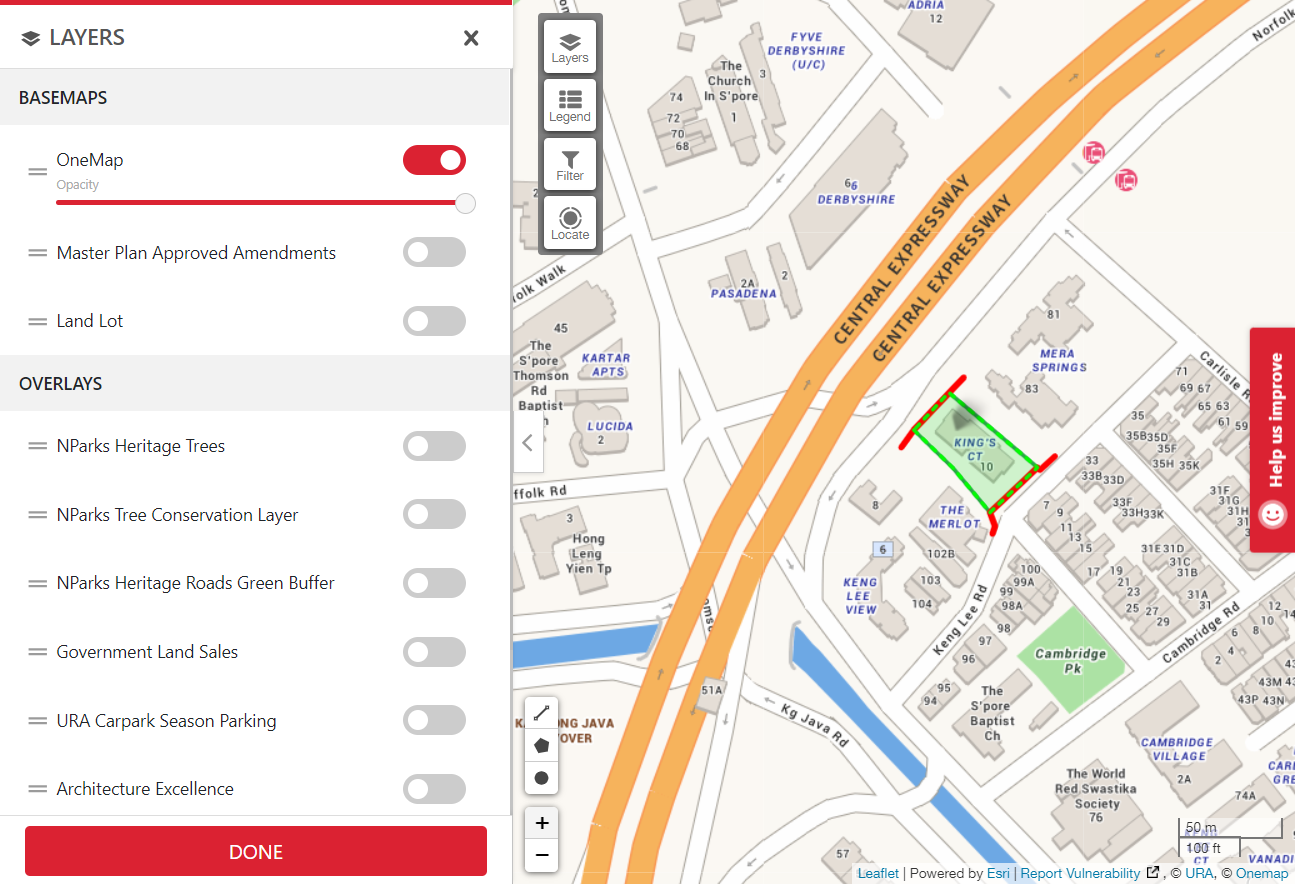 LAYERS
BASEMAPS
OneMap
Opacity
Master Plan Approved Amendments
Land Lot
OVERLAYS
NParks Heritage Trees
NParks Tree Conservation Layer
NParks Heritage Roads Green Buffer
Government Land Sales
URA Carpark Season Parking
Architecture Excellence
DONE
Layers
Legend
Filter
Locate
ADRIA
12
FYVE
DERBYSHIRE
(U/C)
The
Church
In S'pore
3
1
74
72
70
68
66
DERBYSHIRE
Norfolk
CENTRAL EXPRESSWAY
CENTRAL EXPRESSWAY
2A
2
PASADENA
olk Walk
45
The
S'pore
Thomson
Rd
Baptist
KARTAR
APTS
LUCIDA
2
81
MERA
SPRINGS
83
Carlisle
71
69 67
65 63
61 59
35
35B 35D
35F
35H 35K
33
33B 33D
33F
33H 33K
31F
31G
31H
31
KING'S
CT
10
8
THE
MERLOT
102B
103
104
6
KENG
LEE
VIEW
7
9
11
13
15
17
19
21
23
25 27
29
31E 31D
31C
31B
31A
31
100
99A
99
98A
98
97
96
95
94
Keng Lee Rd
Cambridge Rd
Cambridge
Pk
The
S'pore
Baptist
Ch
ffolk Rd
3
Hong
Leng
Yien Tp
51A
Kg Java Rd
12
14
10
8
6
4
2
43
43M 43
43P 43N
CAMBRIDGE
VILLAGE
2A
74A
The World
Red Swastika
Society
76
57
Help us improve
+
−
50 m
100 ft
CT
VANADI
Leaflet | Powered by Esri | Report Vulnerability , © URA, © Onemap